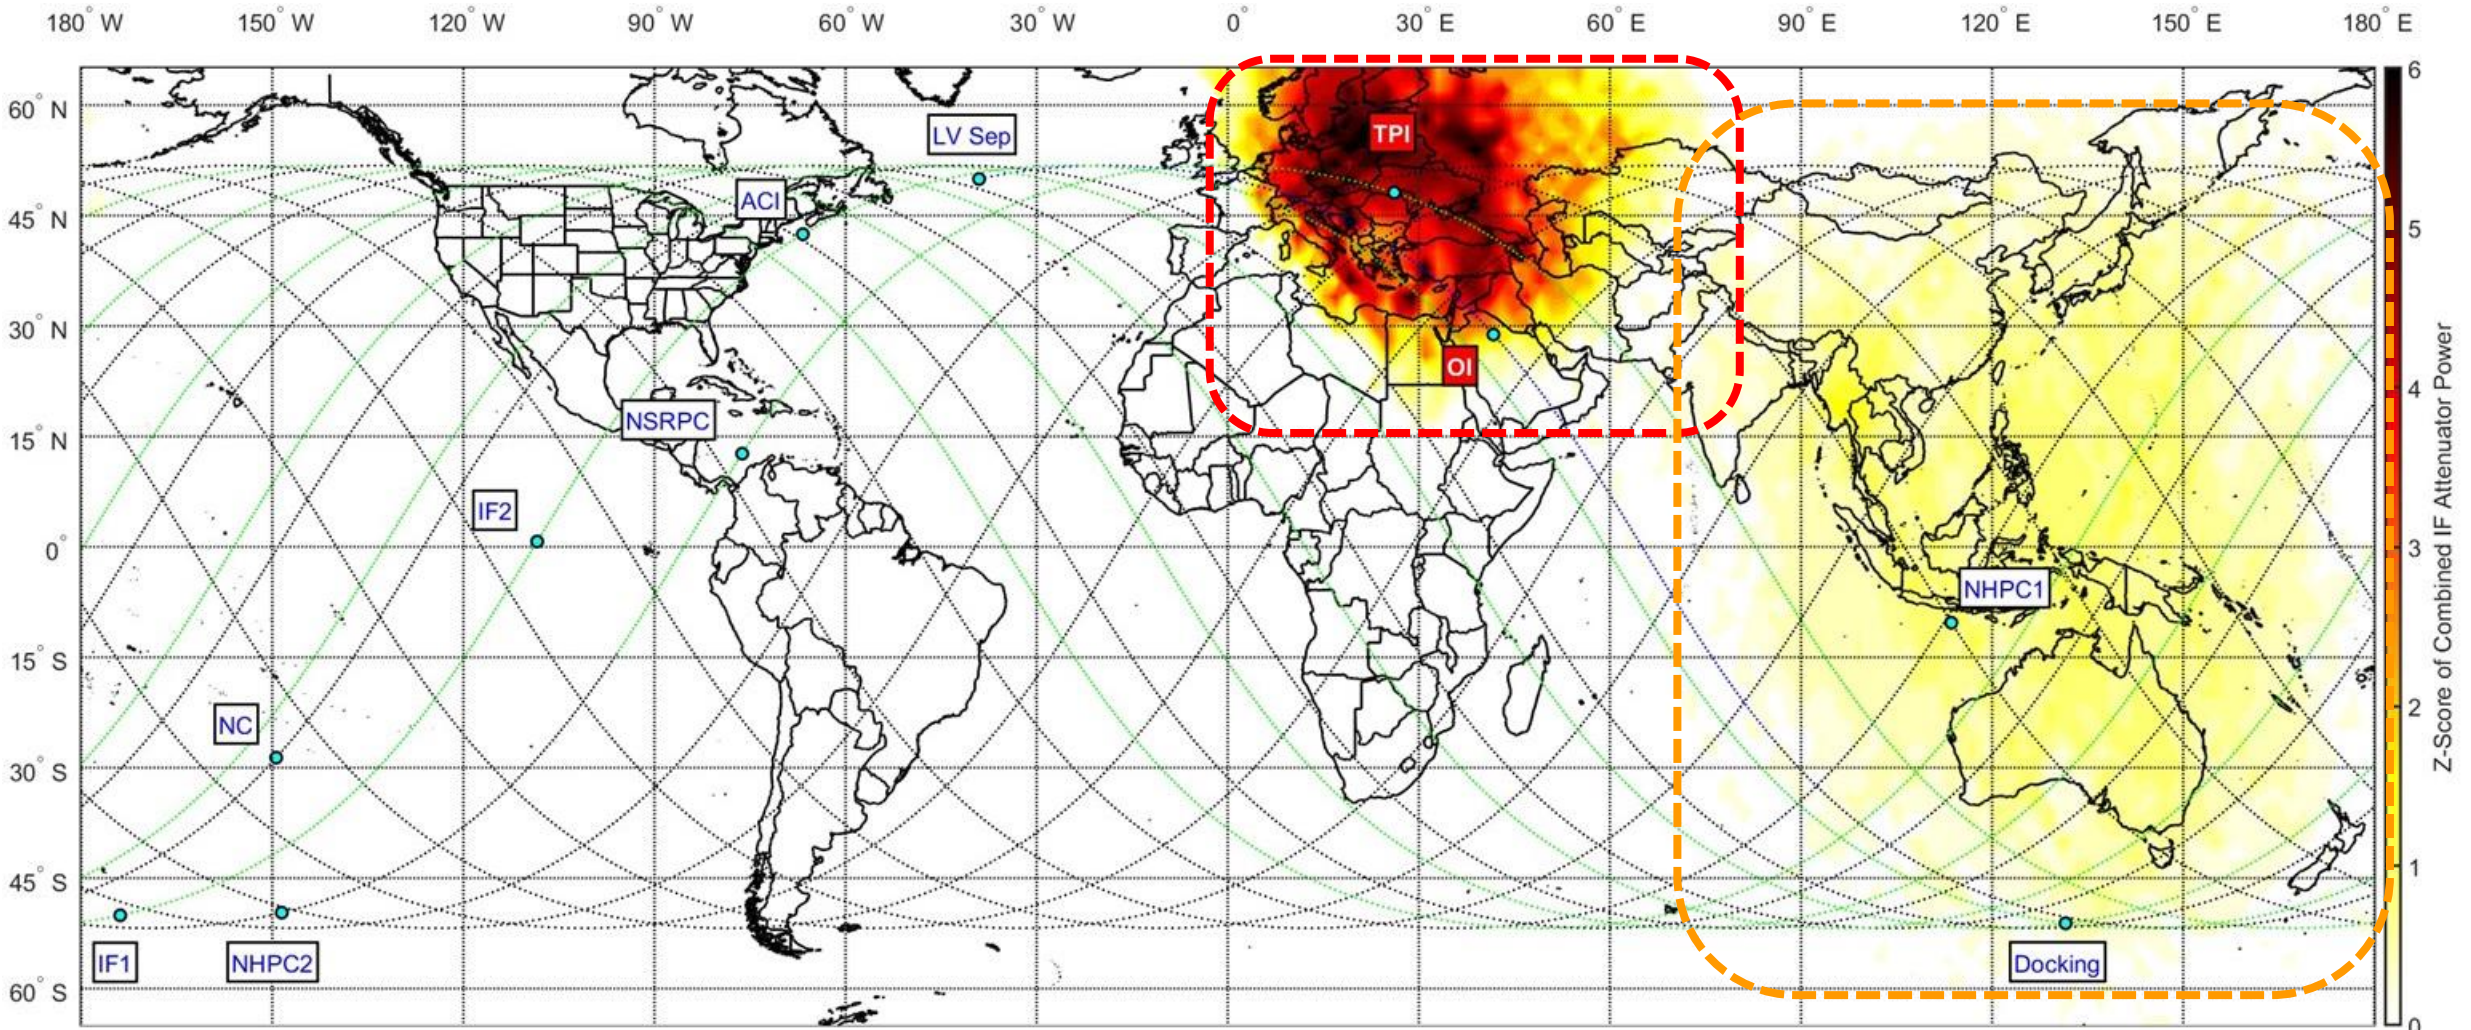 180° W 150° W 120° W 90° W 60° W 30° W 0° 30° E 60° E 90° E 120° E 150° E 180° E
60° N
45° N
30° N
15° N
0°
15° S
30° S
45° S
60° S
LV Sep
TPI
ACI
OI
NSRPC
IF2
NHPC1
NC
IF1
NHPC2
Docking
6
5
4
3
2
1
0
Z-Score of Combined IF Attenuator Power